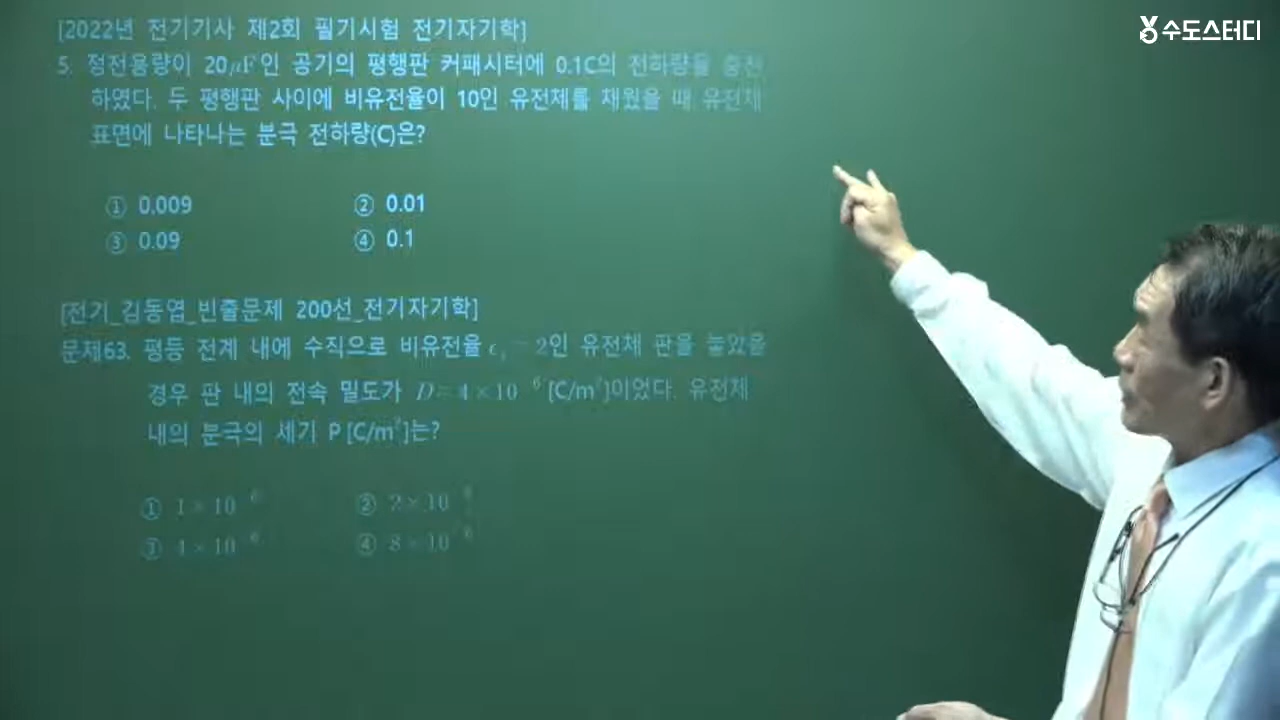 수도스터디
[2022년 전기기사 제2회 필기시험 전기자기학]
5. 정전용량이 20μF인 공기의 평행판 커패시터에 0.1C의 전하량을 충전
하였다. 두 평행판 사이에 비유전율이 10인 유전체를 채웠을 때 유전체
표면에 나타나는 분극 전하량(C)은?
① 0.009 ② 0.01
③ 0.09 ④ 0.1
[전기_김동엽_빈출문제 200선_전기자기학]
문제63. 평등 전계 내에 수직으로 비유전율 ϵ = 2인 유전체 판을 놓았을
경우 판 내의 전속 밀도가 D = 4×10 ⁶[C/m²]이었다. 유전체
내의 분극의 세기 P [C/m²]는?
① 1×10 ⁶ ② 2×10
③ 4×10 ⁶ ④ 8×10 ⁶